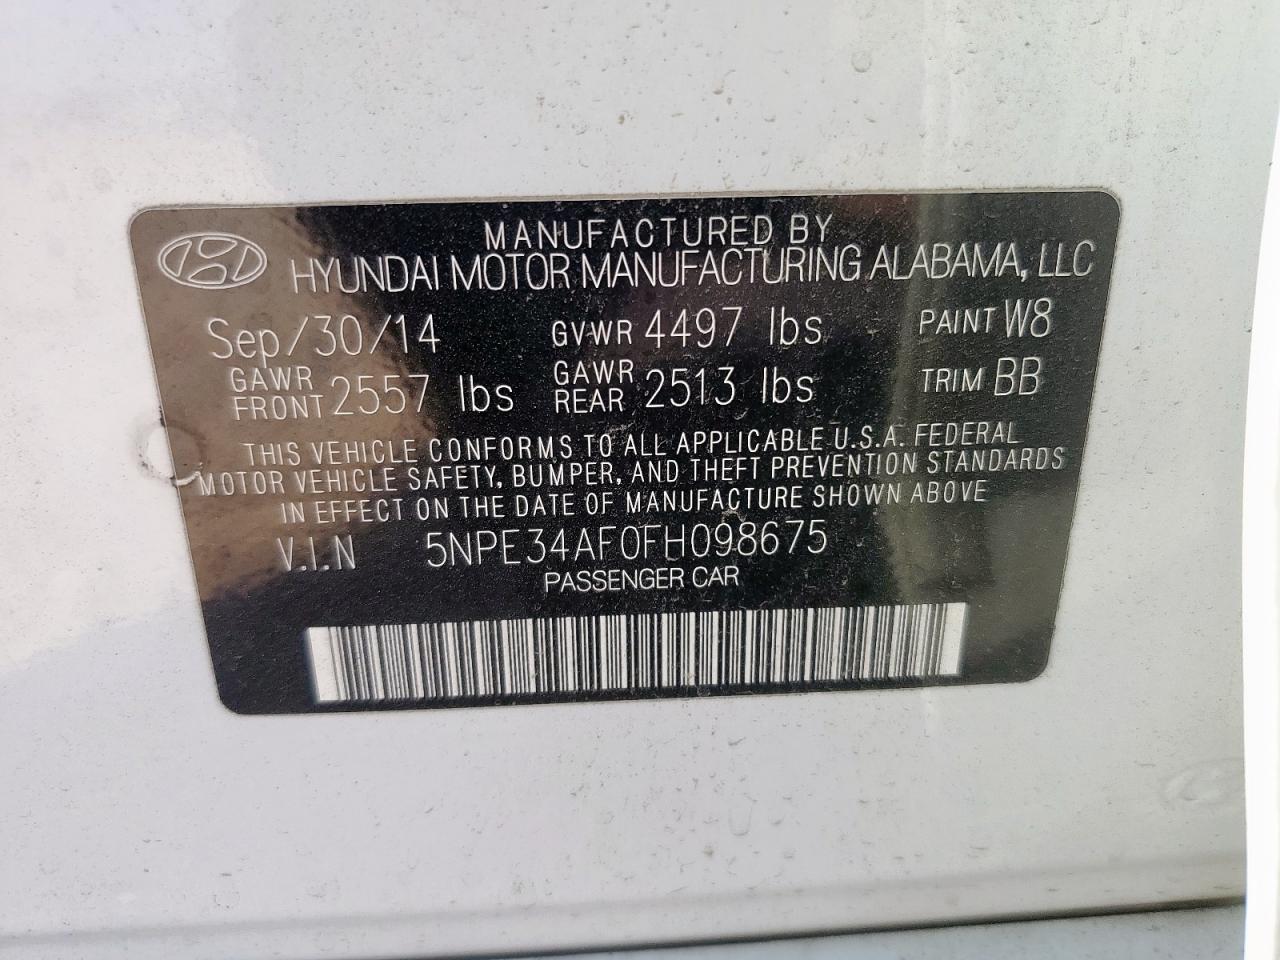 MANUFACTURED BY
HYUNDAI MOTOR MANUFACTURING ALABAMA, LLC
Sep/30/14 GVWR 4497 lbs PAINT W8
GAWR FRONT 2557 lbs GAWR REAR 2513 lbs TRIM BB
THIS VEHICLE CONFORMS TO ALL APPLICABLE U.S.A. FEDERAL
MOTOR VEHICLE SAFETY, BUMPER, AND THEFT PREVENTION STANDARDS
IN EFFECT ON THE DATE OF MANUFACTURE SHOWN ABOVE
V.I.N 5NPE34AF0FH098675
PASSENGER CAR